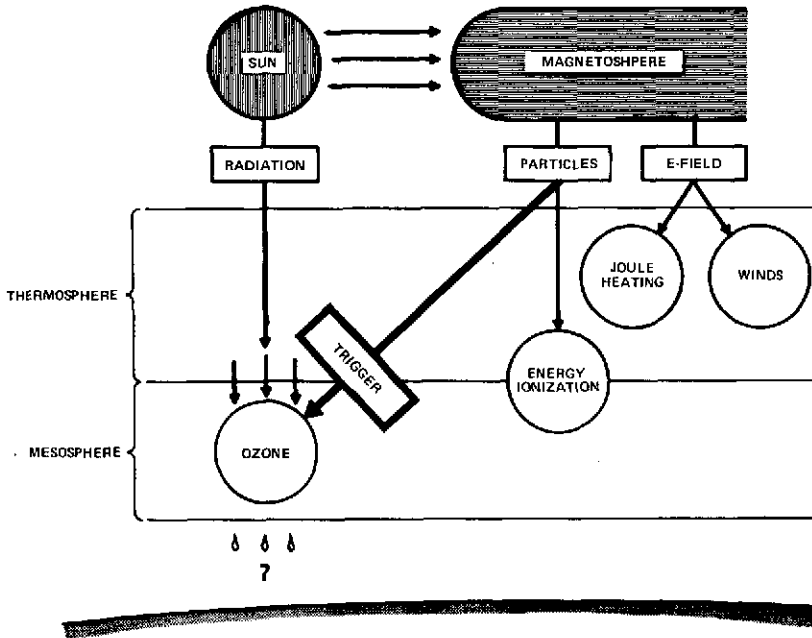 SUN
MAGNETOSHPERE
RADIATION
PARTICLES
E-FIELD
JOULE
HEATING
WINDS
THERMOSPHERE
TRIGGER
ENERGY
IONIZATION
OZONE
MESOSPHERE
?